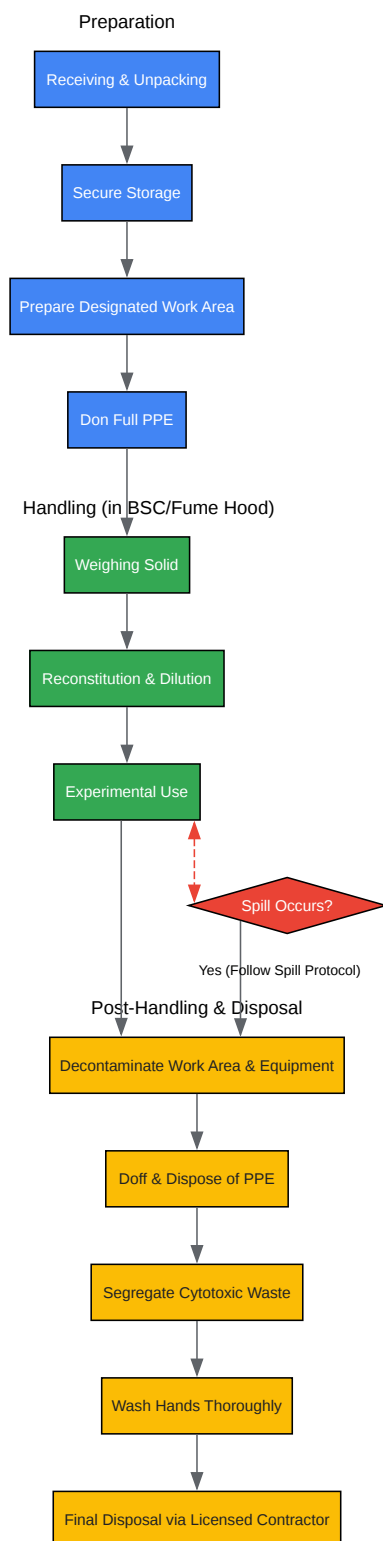 Preparation
Receiving & Unpacking
Secure Storage
Prepare Designated Work Area
Don Full PPE
Handling (in BSC/Fume Hood)
Weighing Solid
Reconstitution & Dilution
Experimental Use
Spill Occurs?
Yes (Follow Spill Protocol)
Post-Handling & Disposal
Decontaminate Work Area & Equipment
Doff & Dispose of PPE
Segregate Cytotoxic Waste
Wash Hands Thoroughly
Final Disposal via Licensed Contractor